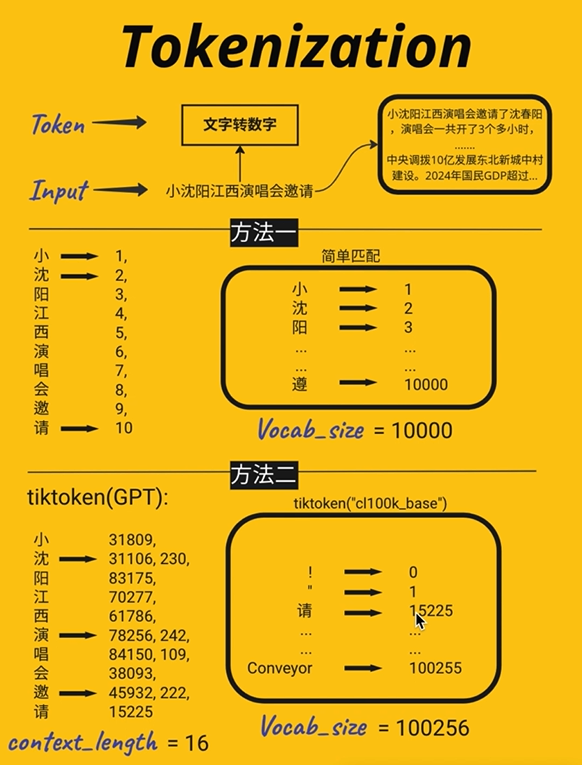 Tokenization
Token
文字转数字
Input
小沈阳江西演唱会邀请
小沈阳江西演唱会邀请了沈春阳
，演唱会一共开了3个多小时，
.......
中央调拨10亿发展东北新城中村
建设。2024年国民GDP超过...
方法一
小 1,
沈 2,
阳 3,
江 4,
西 5,
演 6,
唱 7,
会 8,
邀 9,
请 10
简单匹配
小 1
沈 2
阳 3
... ...
... ...
遵 10000
Vocab_size = 10000
方法二
tiktoken(GPT):
小 31809,
沈 31106, 230,
阳 83175,
江 70277,
西 61786,
演 78256, 242,
唱 84150, 109,
会 38093,
邀 45932, 222,
请 15225
context_length = 16
tiktoken("cl100k_base")
! 0
" 1
请 15225
... ...
... ...
Conveyor 100255
Vocab_size = 100256